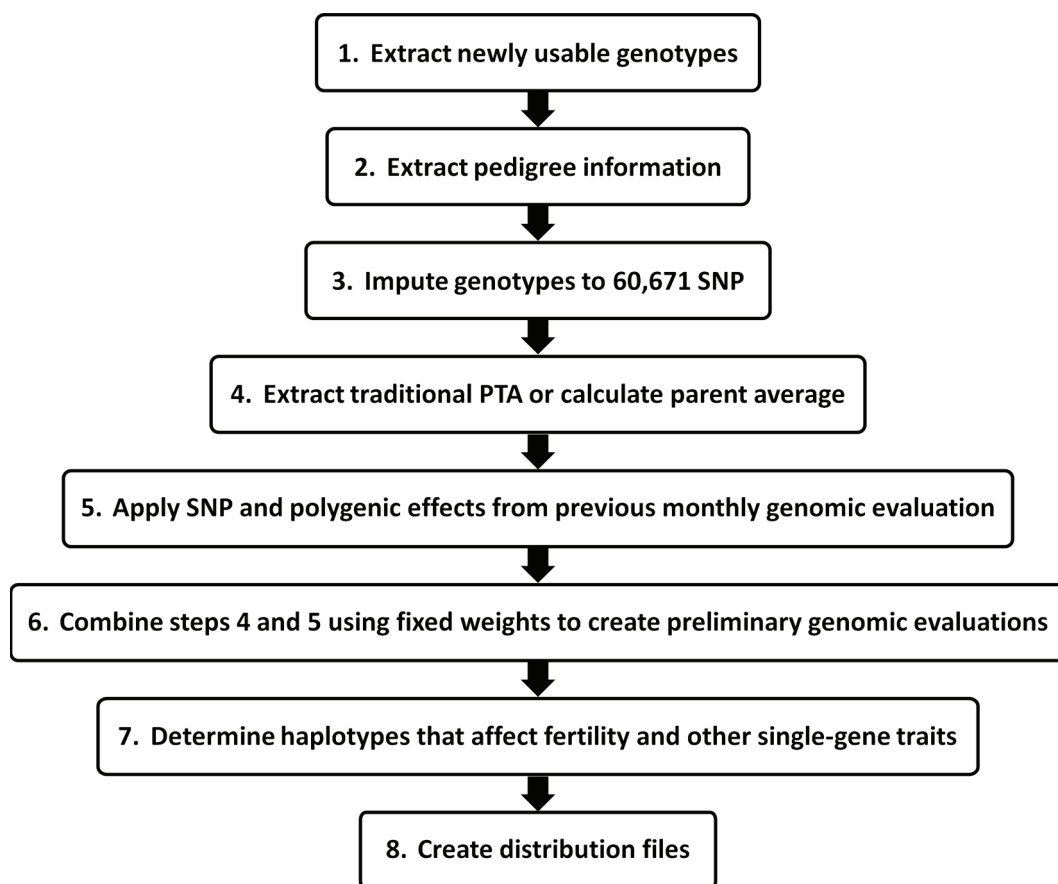 1. Extract newly usable genotypes
2. Extract pedigree information
3. Impute genotypes to 60,671 SNP
4. Extract traditional PTA or calculate parent average
5. Apply SNP and polygenic effects from previous monthly genomic evaluation
6. Combine steps 4 and 5 using fixed weights to create preliminary genomic evaluations
7. Determine haplotypes that affect fertility and other single-gene traits
8. Create distribution files